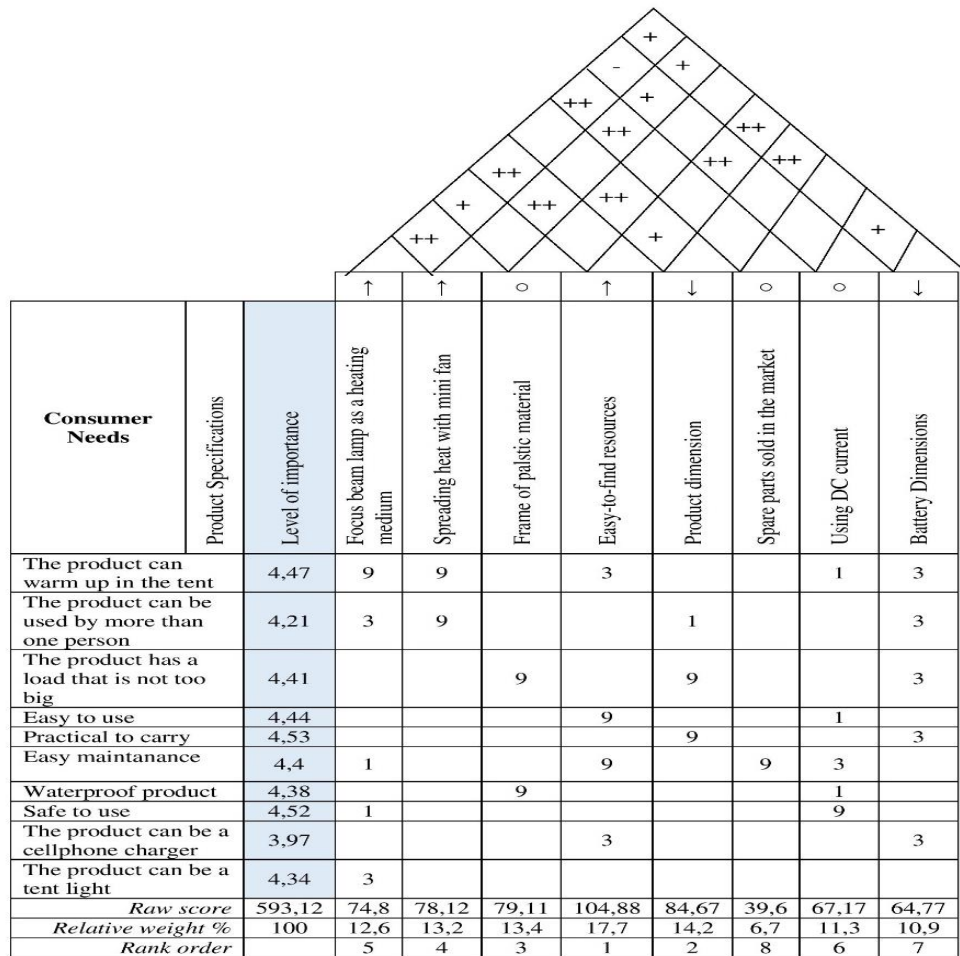 +
- +
++ +
++ ++
++ ++ ++
+ ++ ++
++ + +
↑ ↑ ○ ↑ ↓ ○ ○ ↓
Consumer
Needs
Product Specifications
Level of importance
Focus beam lamp as a heating
medium
Spreading heat with mini fan
Frame of palstic material
Easy-to-find resources
Product dimension
Spare parts sold in the market
Using DC current
Battery Dimensions
The product can
warm up in the tent
4,47 9 9 3 1 3
The product can be
used by more than
one person
4,21 3 9 1 3
The product has a
load that is not too
big
4,41 9 9 3
Easy to use 4,44 9 1
Practical to carry 4,53 9 3
Easy maintanance 4,4 1 9 9 3
Waterproof product 4,38 9 1
Safe to use 4,52 1 9
The product can be a
cellphone charger
3,97 3 3
The product can be a
tent light
4,34 3
Raw score 593,12 74,8 78,12 79,11 104,88 84,67 39,6 67,17 64,77
Relative weight % 100 12,6 13,2 13,4 17,7 14,2 6,7 11,3 10,9
Rank order 5 4 3 1 2 8 6 7